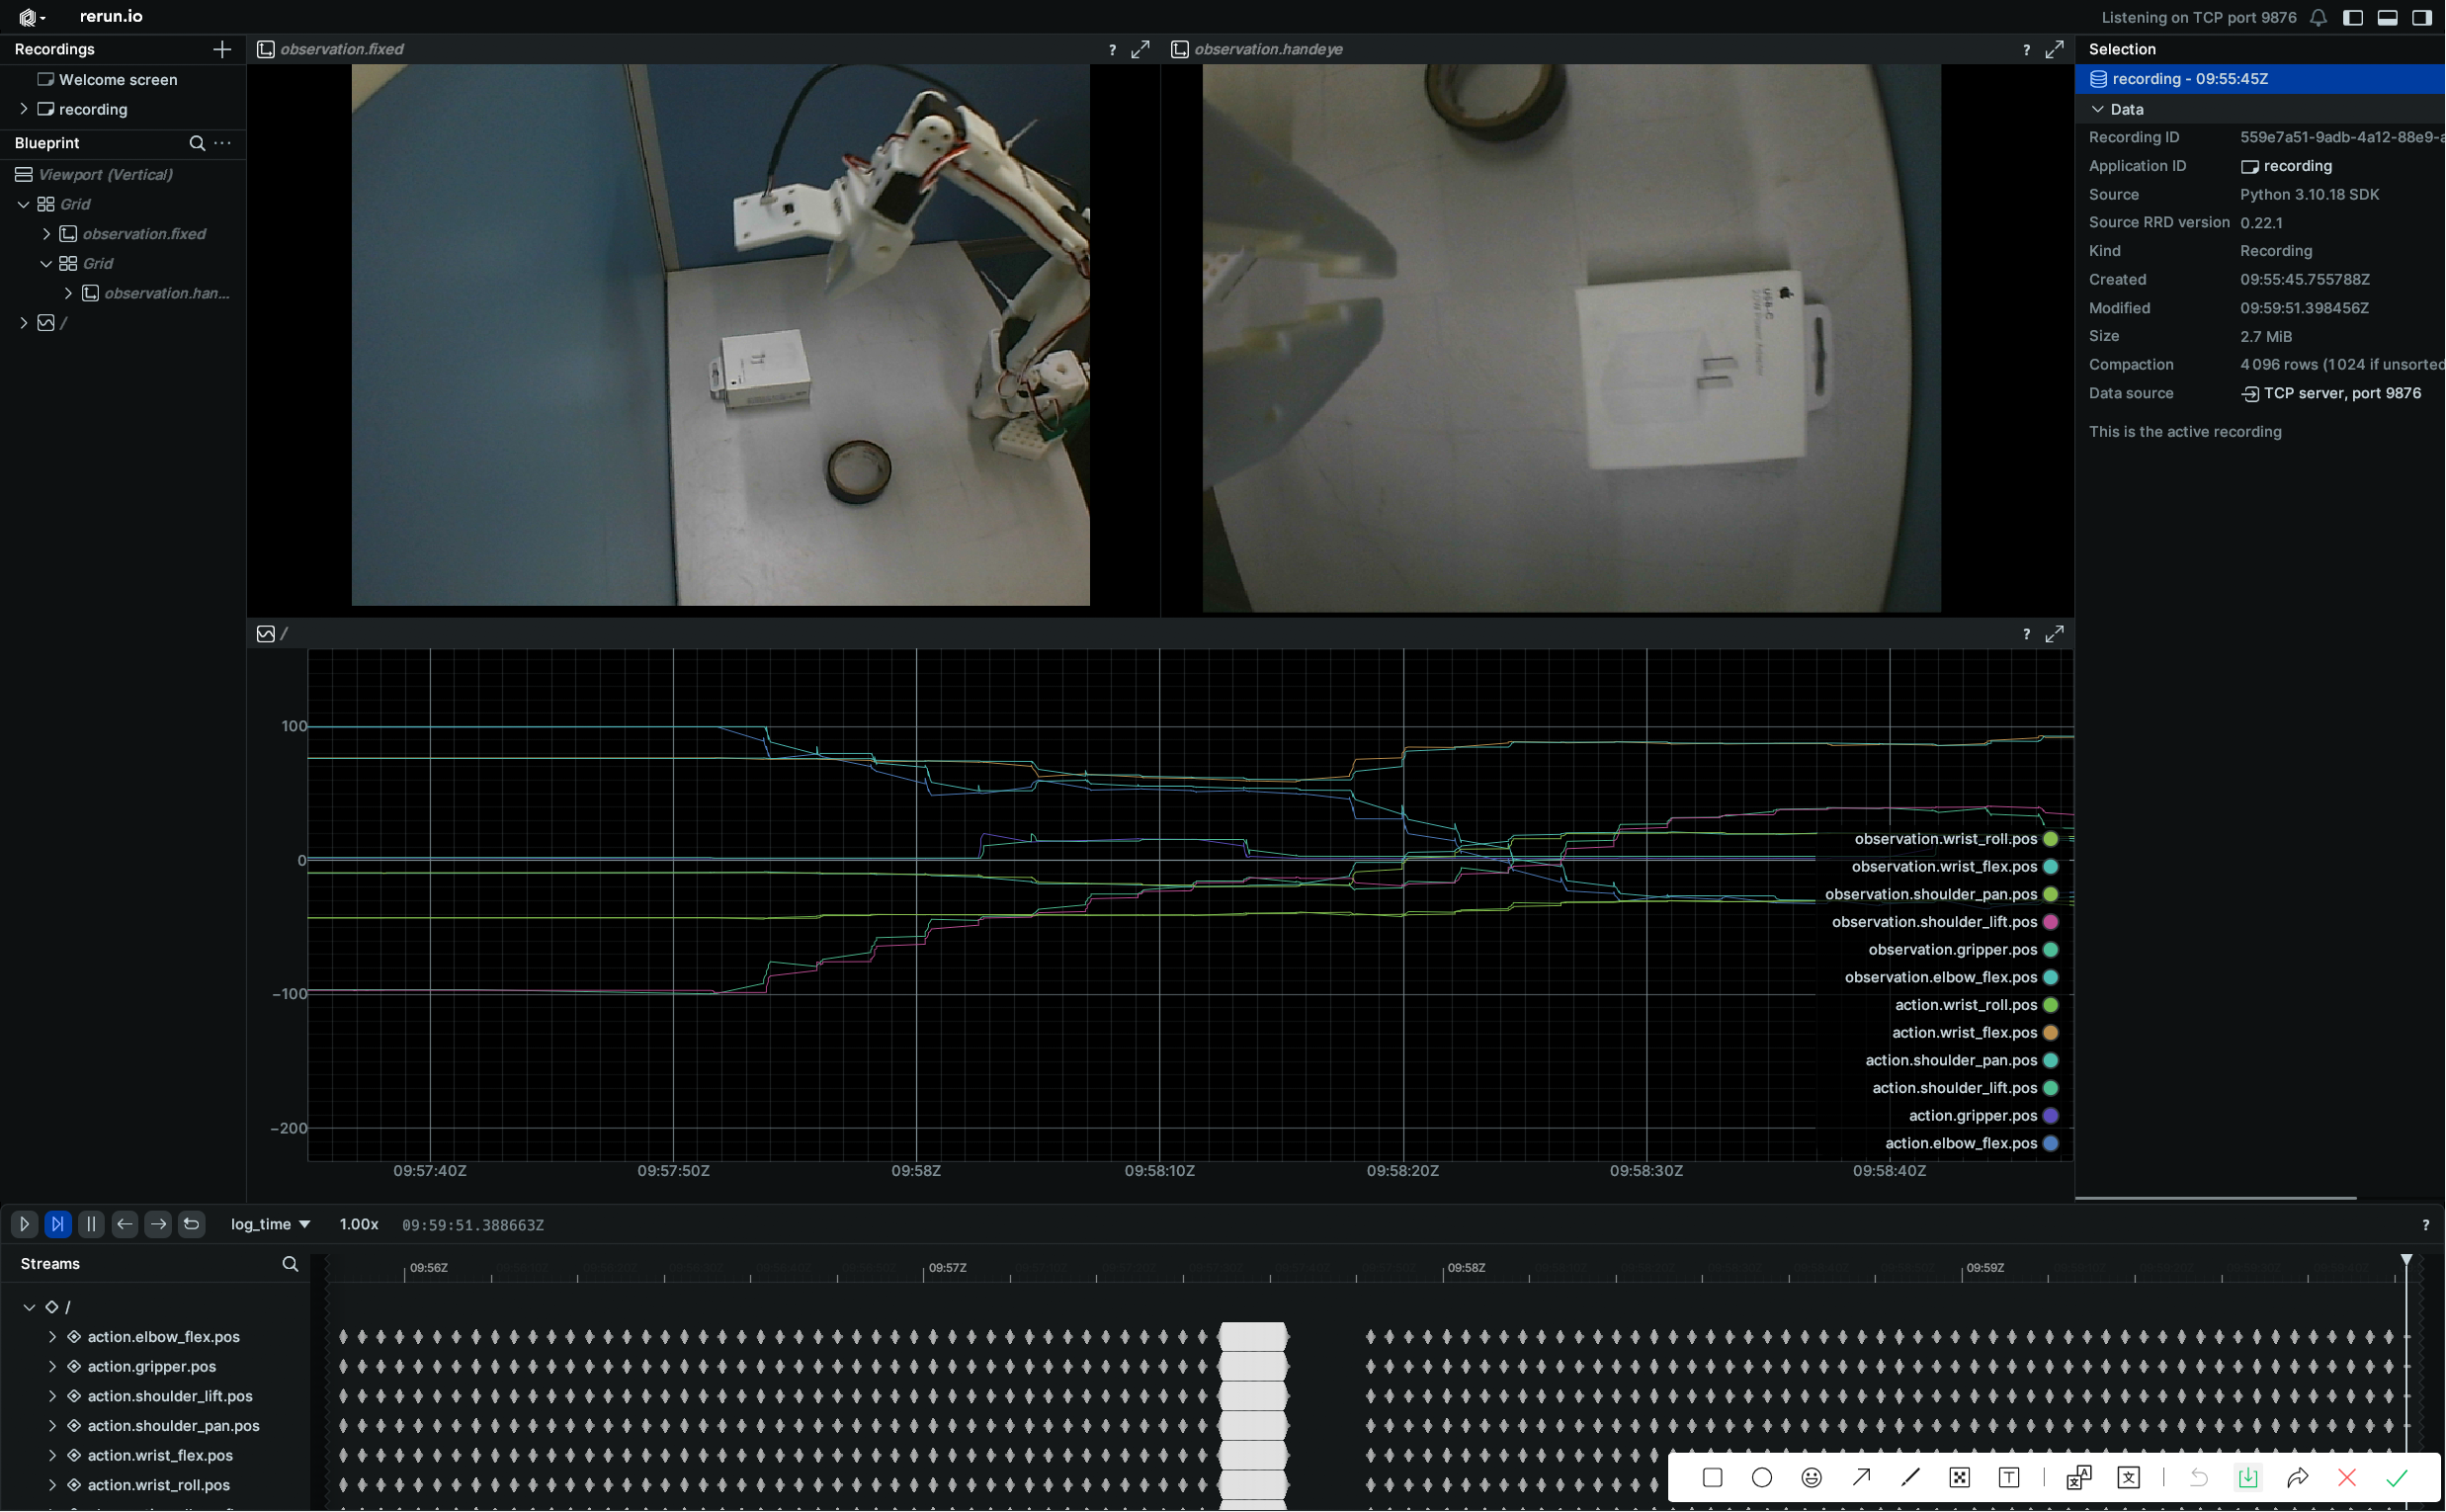 rerun.io
Listening on TCP port 9876
Recordings
Welcome screen
recording
Blueprint
Viewport (Vertical)
Grid
observation.fixed
Grid
observation.han...
/
observation.fixed
?
observation.handeye
?
USB-C
20W Power Adapter
/
?
100
0
−100
−200
09:57:40Z
09:57:50Z
09:58Z
09:58:10Z
09:58:20Z
09:58:30Z
09:58:40Z
observation.wrist_roll.pos
observation.wrist_flex.pos
observation.shoulder_pan.pos
observation.shoulder_lift.pos
observation.gripper.pos
observation.elbow_flex.pos
action.wrist_roll.pos
action.wrist_flex.pos
action.shoulder_pan.pos
action.shoulder_lift.pos
action.gripper.pos
action.elbow_flex.pos
Selection
recording - 09:55:45Z
Data
Recording ID 559e7a51-9adb-4a12-88e9-a
Application ID recording
Source Python 3.10.18 SDK
Source RRD version 0.22.1
Kind Recording
Created 09:55:45.755788Z
Modified 09:59:51.398456Z
Size 2.7 MiB
Compaction 4 096 rows (1 024 if unsorted
Data source TCP server, port 9876
This is the active recording
log_time 1.00x 09:59:51.388663Z
?
Streams
09:56Z 09:57Z 09:58Z 09:59Z
/
action.elbow_flex.pos
action.gripper.pos
action.shoulder_lift.pos
action.shoulder_pan.pos
action.wrist_flex.pos
action.wrist_roll.pos